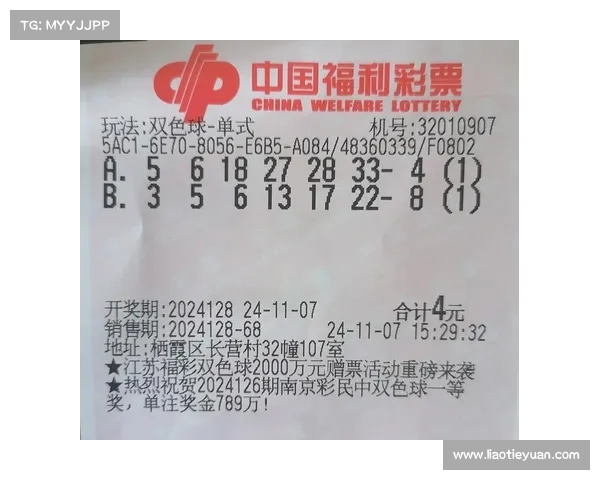 TG: MYYJJPP
中国福利彩票
CHINA WELFARE LOTTERY
玩法:双色球-单式 机号:32010907
5AC1-6E70-8056-E6B5-A084/48360339/F0802
A. 5 6 18 27 28 33- 4 (1)
B. 3 5 6 13 17 22- 8 (1)
开奖期:2024128 24-11-07 合计4元
销售期:2024128-68 24-11-07 15:29:32
地址:栖霞区长营村32幢107室
★江苏福彩双色球2000万元赠票活动重磅来袭
★热烈祝贺2024126期南京彩民中双色球一等
奖，单注奖金789万!
www.liaotieyuan.com